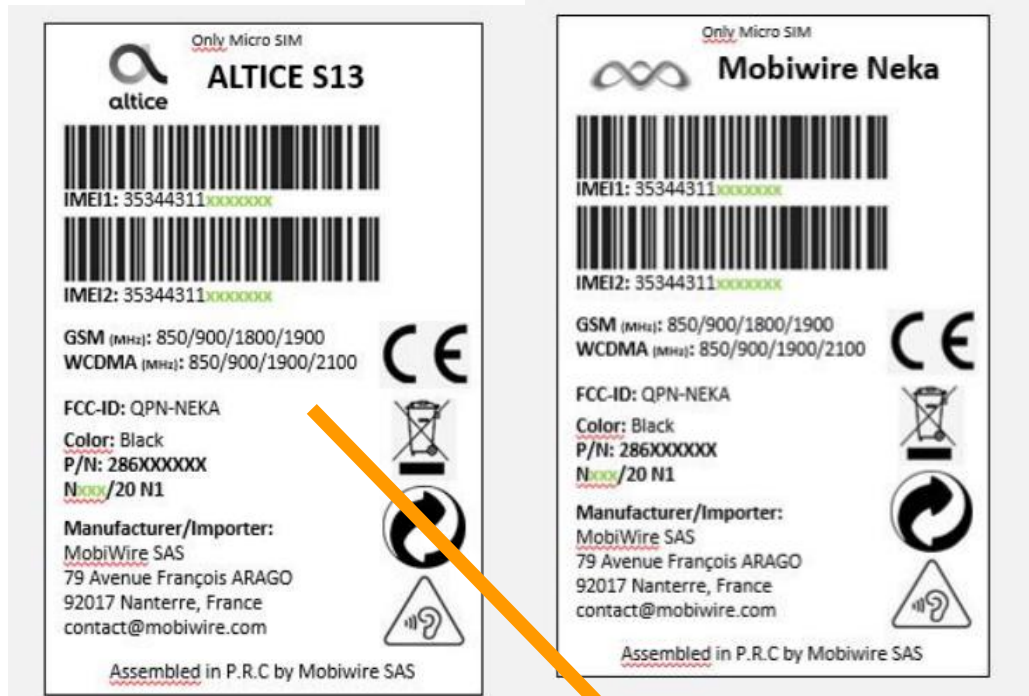 Only Micro SIM
altice
ALTICE S13
IMEI1: 35344311xxxxxxx
IMEI2: 35344311xxxxxxx
GSM (MHz): 850/900/1800/1900
WCDMA (MHz): 850/900/1900/2100
CE
FCC-ID: QPN-NEKA
Color: Black
P/N: 286XXXXXX
Nxxx/20 N1
Manufacturer/Importer:
MobiWire SAS
79 Avenue François ARAGO
92017 Nanterre, France
contact@mobiwire.com
Assembled in P.R.C by Mobiwire SAS
Only Micro SIM
Mobiwire Neka
IMEI1: 35344311xxxxxxx
IMEI2: 35344311xxxxxxx
GSM (MHz): 850/900/1800/1900
WCDMA (MHz): 850/900/1900/2100
CE
FCC-ID: QPN-NEKA
Color: Black
P/N: 286XXXXXX
Nxxx/20 N1
Manufacturer/Importer:
MobiWire SAS
79 Avenue François ARAGO
92017 Nanterre, France
contact@mobiwire.com
Assembled in P.R.C by Mobiwire SAS